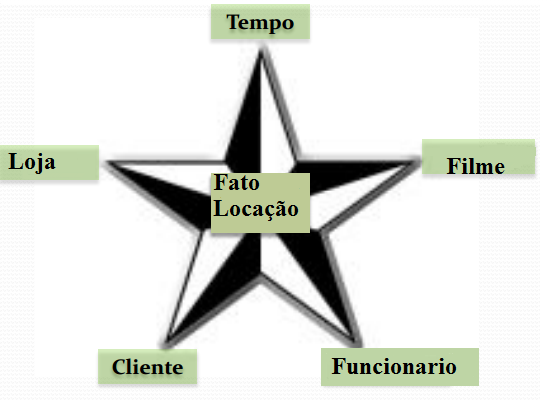 Tempo
Loja
Filme
Fato
Locação
Cliente
Funcionario